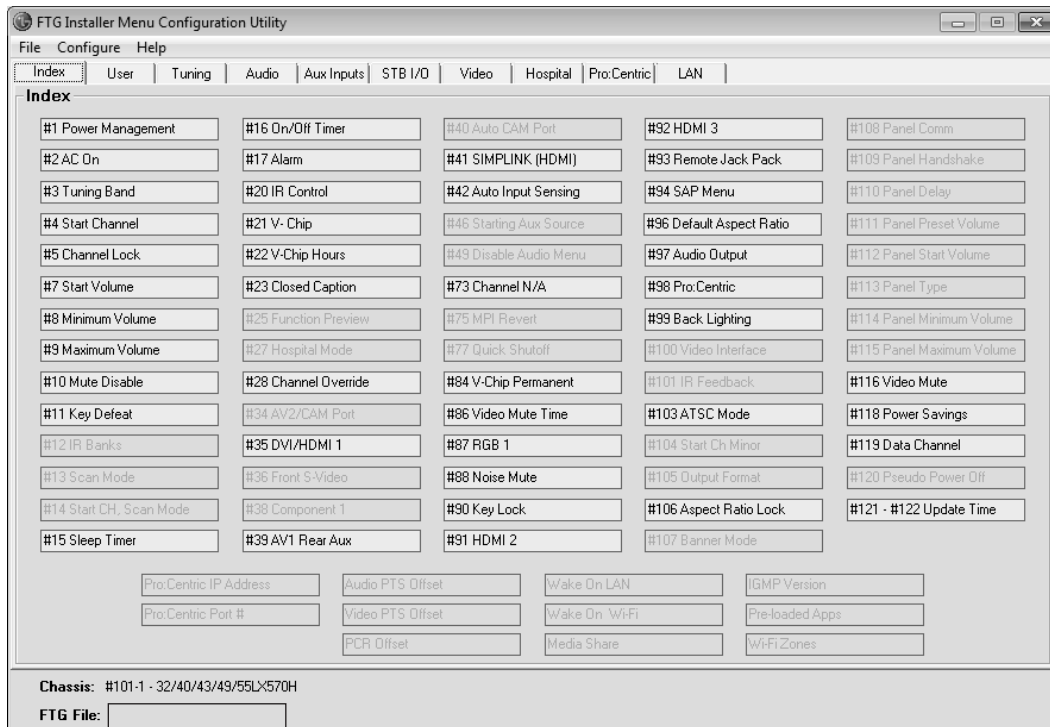 FTG Installer Menu Configuration Utility
File Configure Help
Index User Tuning Audio Aux Inputs STB I/O Video Hospital Pro:Centric LAN
Index
#1 Power Management #16 On/Off Timer #40 Auto CAM Port #92 HDMI 3 #108 Panel Comm
#2 AC On #17 Alarm #41 SIMPLINK (HDMI) #93 Remote Jack Pack #109 Panel Handshake
#3 Tuning Band #20 IR Control #42 Auto Input Sensing #94 SAP Menu #110 Panel Delay
#4 Start Channel #21 V- Chip #46 Starting Aux Source #96 Default Aspect Ratio #111 Panel Preset Volume
#5 Channel Lock #22 V-Chip Hours #49 Disable Audio Menu #97 Audio Output #112 Panel Start Volume
#7 Start Volume #23 Closed Caption #73 Channel N/A #98 Pro:Centric #113 Panel Type
#8 Minimum Volume #25 Function Preview #75 MPI Revert #99 Back Lighting #114 Panel Minimum Volume
#9 Maximum Volume #27 Hospital Mode #77 Quick Shutoff #100 Video Interface #115 Panel Maximum Volume
#10 Mute Disable #28 Channel Override #84 V-Chip Permanent #101 IR Feedback #116 Video Mute
#11 Key Defeat #34 AV2/CAM Port #86 Video Mute Time #103 ATSC Mode #118 Power Savings
#12 IR Banks #35 DVI/HDMI 1 #87 RGB 1 #104 Start Ch Minor #119 Data Channel
#13 Scan Mode #36 Front S-Video #88 Noise Mute #105 Output Format #120 Pseudo Power Off
#14 Start CH, Scan Mode #38 Component 1 #90 Key Lock #106 Aspect Ratio Lock #121 - #122 Update Time
#15 Sleep Timer #39 AV1 Rear Aux #91 HDMI 2 #107 Banner Mode
Pro:Centric IP Address Audio PTS Offset Wake On LAN IGMP Version
Pro:Centric Port # Video PTS Offset Wake On Wi-Fi Pre-loaded Apps
PCR Offset Media Share Wi-Fi Zones
Chassis: #101-1 - 32/40/43/49/55LX570H
FTG File: